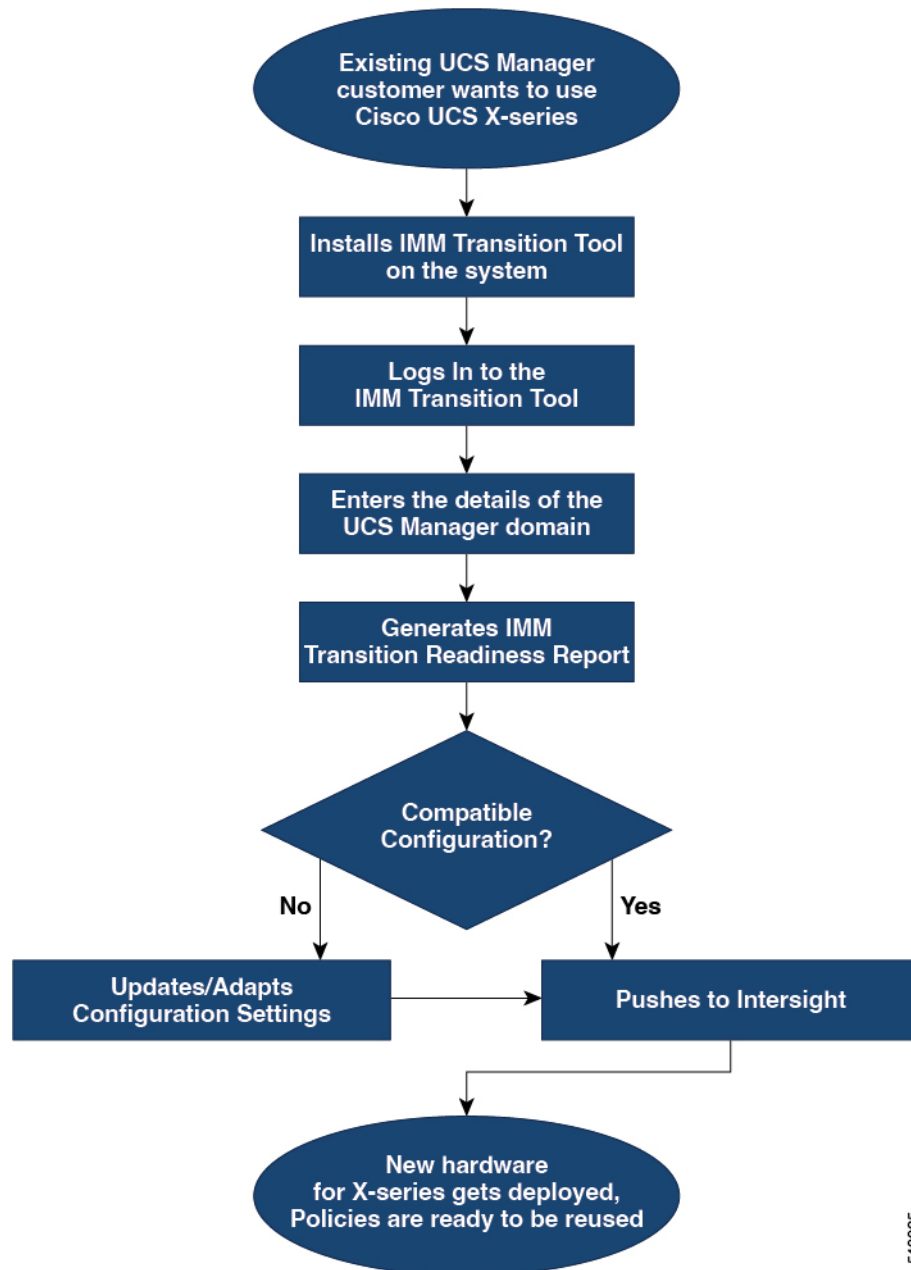 Existing UCS Manager
customer wants to use
Cisco UCS X-series
Installs IMM Transition Tool
on the system
Logs In to the
IMM Transition Tool
Enters the details of the
UCS Manager domain
Generates IMM
Transition Readiness Report
Compatible
Configuration?
No
Yes
Updates/Adapts
Configuration Settings
Pushes to Intersight
New hardware
for X-series gets deployed,
Policies are ready to be reused